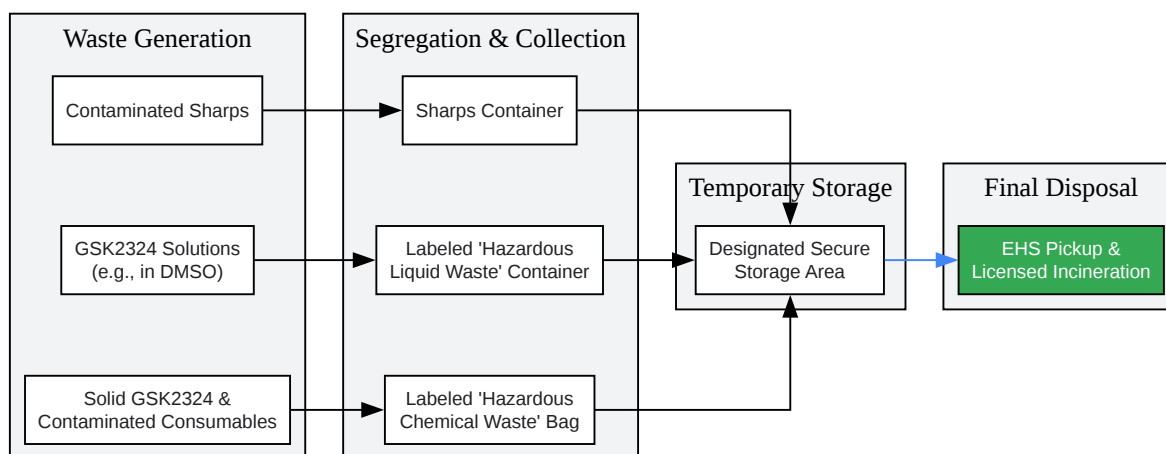 Waste Generation
Contaminated Sharps
GSK2324 Solutions
(e.g., in DMSO)
Solid GSK2324 &
Contaminated Consumables
Segregation & Collection
Sharps Container
Labeled 'Hazardous
Liquid Waste' Container
Labeled 'Hazardous
Chemical Waste' Bag
Temporary Storage
Designated Secure
Storage Area
Final Disposal
EHS Pickup &
Licensed Incineration